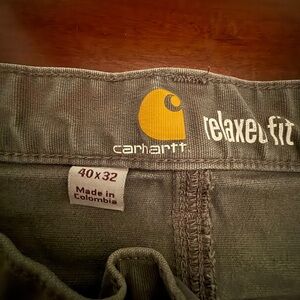 carhartt
relaxed fit
40x32
Made in
Colombia